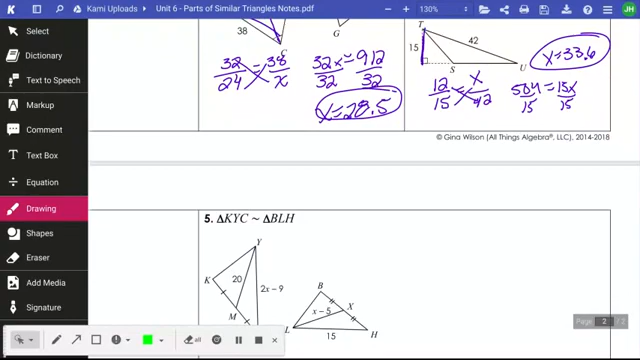 K Kami Uploads > Unit 6 - Parts of Similar Triangles Notes.pdf JH
Select 130%
Dictionary
Text to Speech
Markup
Comment
Text Box
Equation
Drawing
Shapes
Eraser
Add Media
Signature
38 G C
32/24 = 38/x 32x/32 = 912/32
x=28.5
T 15 42 S U
x=33.6
12/15 = x/42 504/15 = 15x/15
© Gina Wilson (All Things Algebra®, LLC), 2014-2018
5. ΔKYC ~ ΔBLH
Y
K 20 2x – 9 B
M x – 5 X
L 15 H
all
PAGE 2 / 2